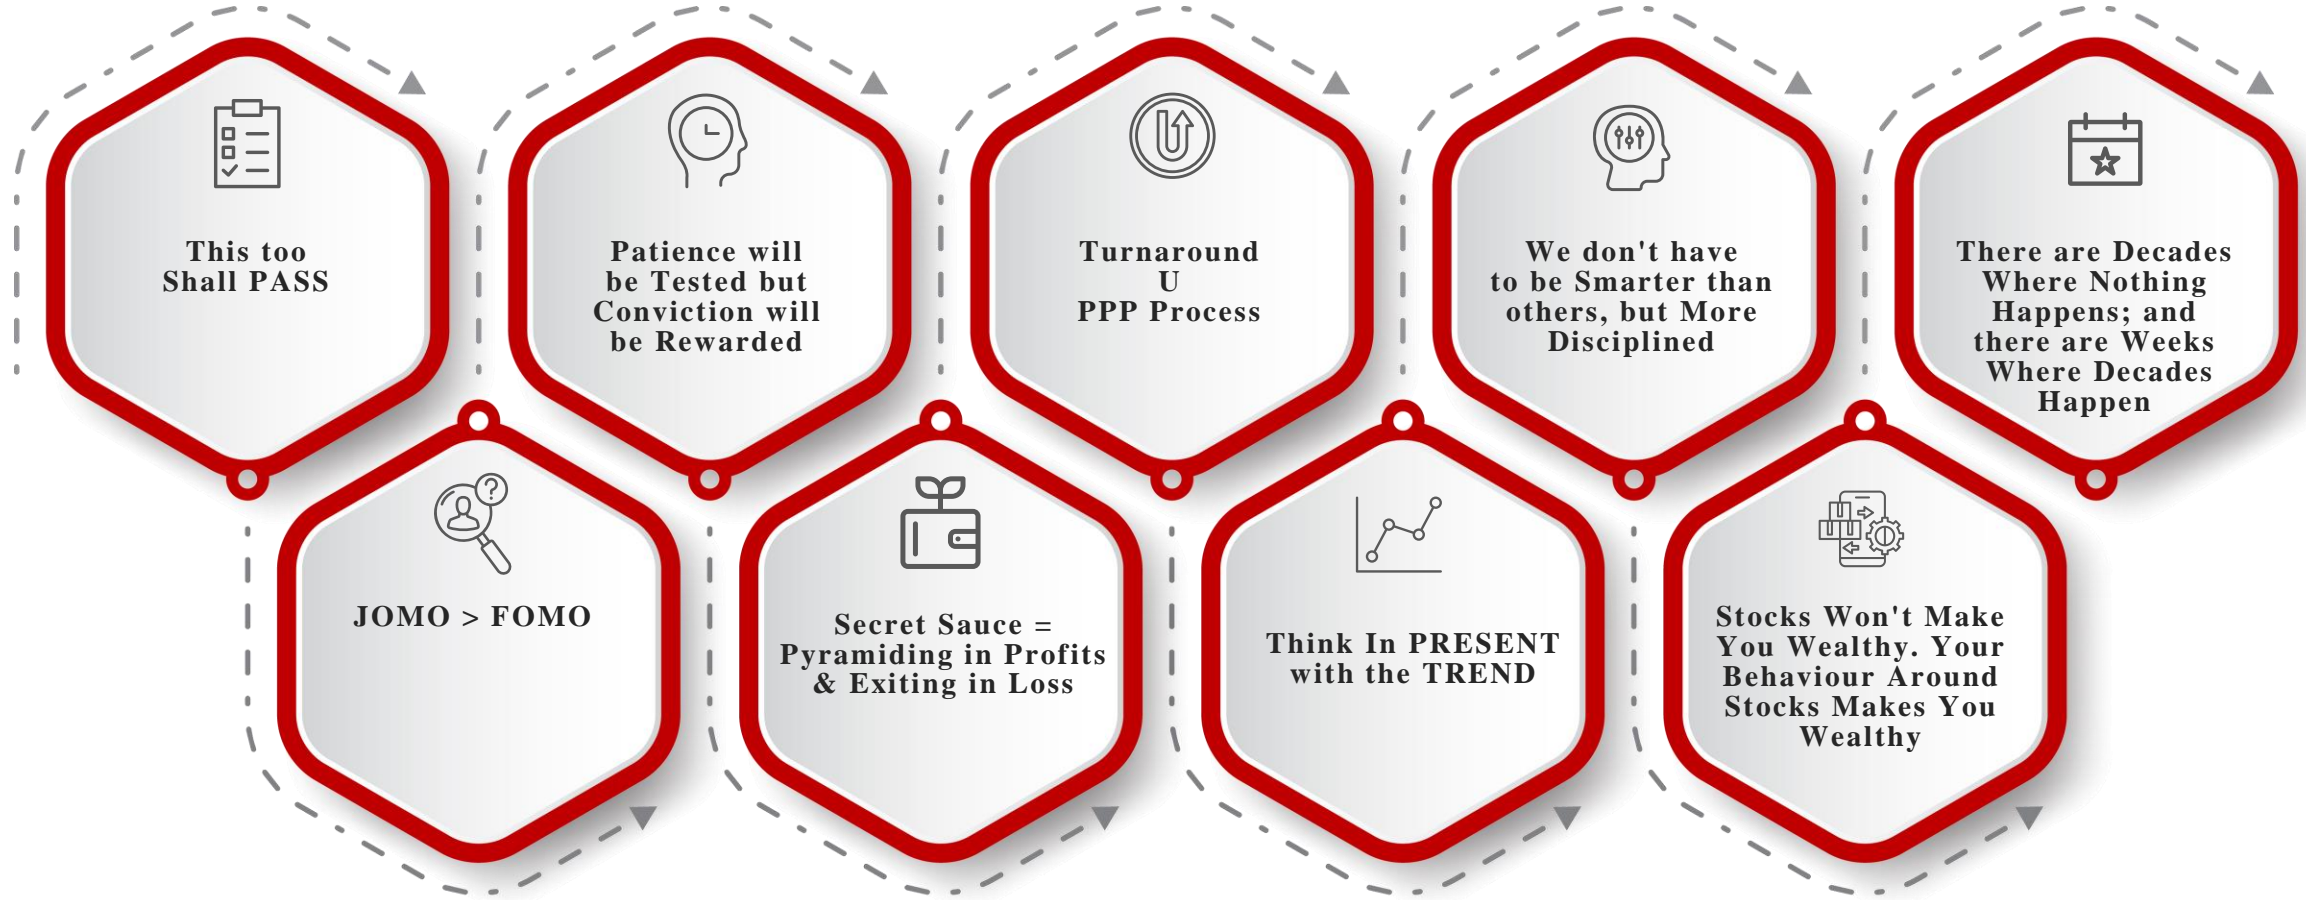 This too
Shall PASS
Patience will
be Tested but
Conviction will
be Rewarded
Turnaround
U
PPP Process
We don't have
to be Smarter than
others, but More
Disciplined
There are Decades
Where Nothing
Happens; and
there are Weeks
Where Decades
Happen
JOMO > FOMO
Secret Sauce =
Pyramiding in Profits
& Exiting in Loss
Think In PRESENT
with the TREND
Stocks Won't Make
You Wealthy. Your
Behaviour Around
Stocks Makes You
Wealthy